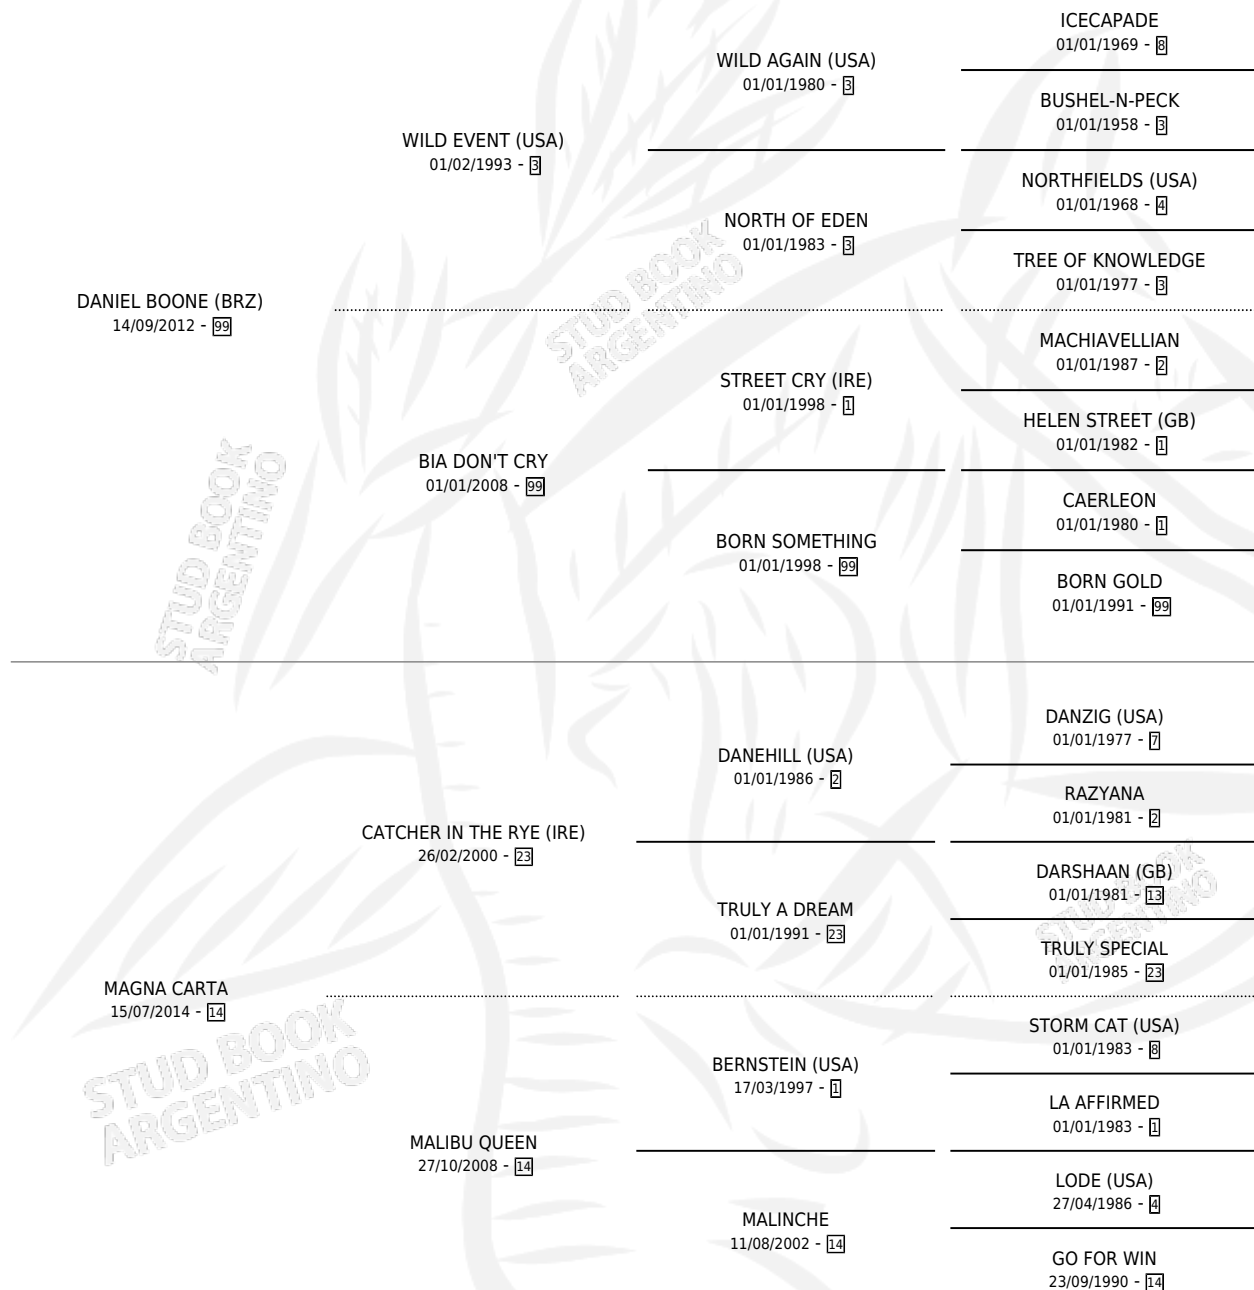 ICECAPADE
01/01/1969 - 8
WILD AGAIN (USA)
01/01/1980 - 3
BUSHEL-N-PECK
01/01/1958 - 3
WILD EVENT (USA)
01/02/1993 - 3
NORTHFIELDS (USA)
01/01/1968 - 4
NORTH OF EDEN
01/01/1983 - 3
TREE OF KNOWLEDGE
01/01/1977 - 3
DANIEL BOONE (BRZ)
14/09/2012 - 99
MACHIAVELLIAN
01/01/1987 - 2
STREET CRY (IRE)
01/01/1998 - 1
HELEN STREET (GB)
01/01/1982 - 1
BIA DON'T CRY
01/01/2008 - 99
CAERLEON
01/01/1980 - 1
BORN SOMETHING
01/01/1998 - 99
BORN GOLD
01/01/1991 - 99
STUD BOOK
ARGENTINO
STUD BOOK
ARGENTINO
DANZIG (USA)
01/01/1977 - 7
DANEHILL (USA)
01/01/1986 - 2
RAZYANA
01/01/1981 - 2
CATCHER IN THE RYE (IRE)
26/02/2000 - 23
DARSHAAN (GB)
01/01/1981 - 13
TRULY A DREAM
01/01/1991 - 23
TRULY SPECIAL
01/01/1985 - 23
STUD BOOK
ARGENTINO
MAGNA CARTA
15/07/2014 - 14
STORM CAT (USA)
01/01/1983 - 8
BERNSTEIN (USA)
17/03/1997 - 1
LA AFFIRMED
01/01/1983 - 1
MALIBU QUEEN
27/10/2008 - 14
LODE (USA)
27/04/1986 - 4
MALINCHE
11/08/2002 - 14
GO FOR WIN
23/09/1990 - 14
STUD BOOK
ARGENTINO